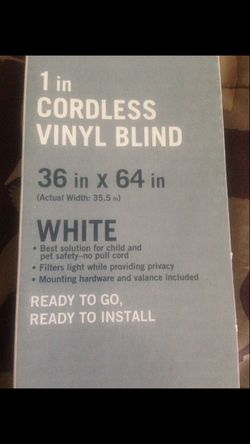 1 in
CORDLESS
VINYL BLIND
36 in x 64 in
(Actual Width: 35.5 in)
WHITE
• Best solution for child and
pet safety–no pull cord
• Filters light while providing privacy
• Mounting hardware and valance included
READY TO GO,
READY TO INSTALL